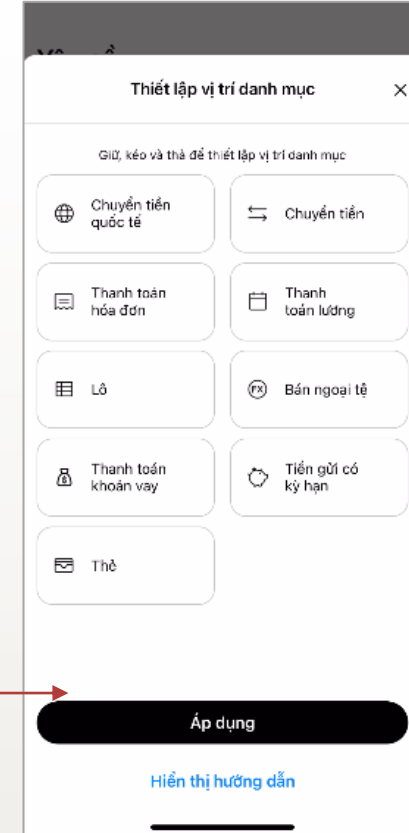 Thiết lập vị trí danh mục
Giữ, kéo và thả để thiết lập vị trí danh mục
Chuyển tiền
quốc tế
Chuyển tiền
Thanh toán
hóa đơn
Thanh
toán lương
Lô
FX
Bán ngoại tệ
Thanh toán
khoản vay
Tiền gửi có
kỳ hạn
Thẻ
Áp dụng
Hiển thị hướng dẫn